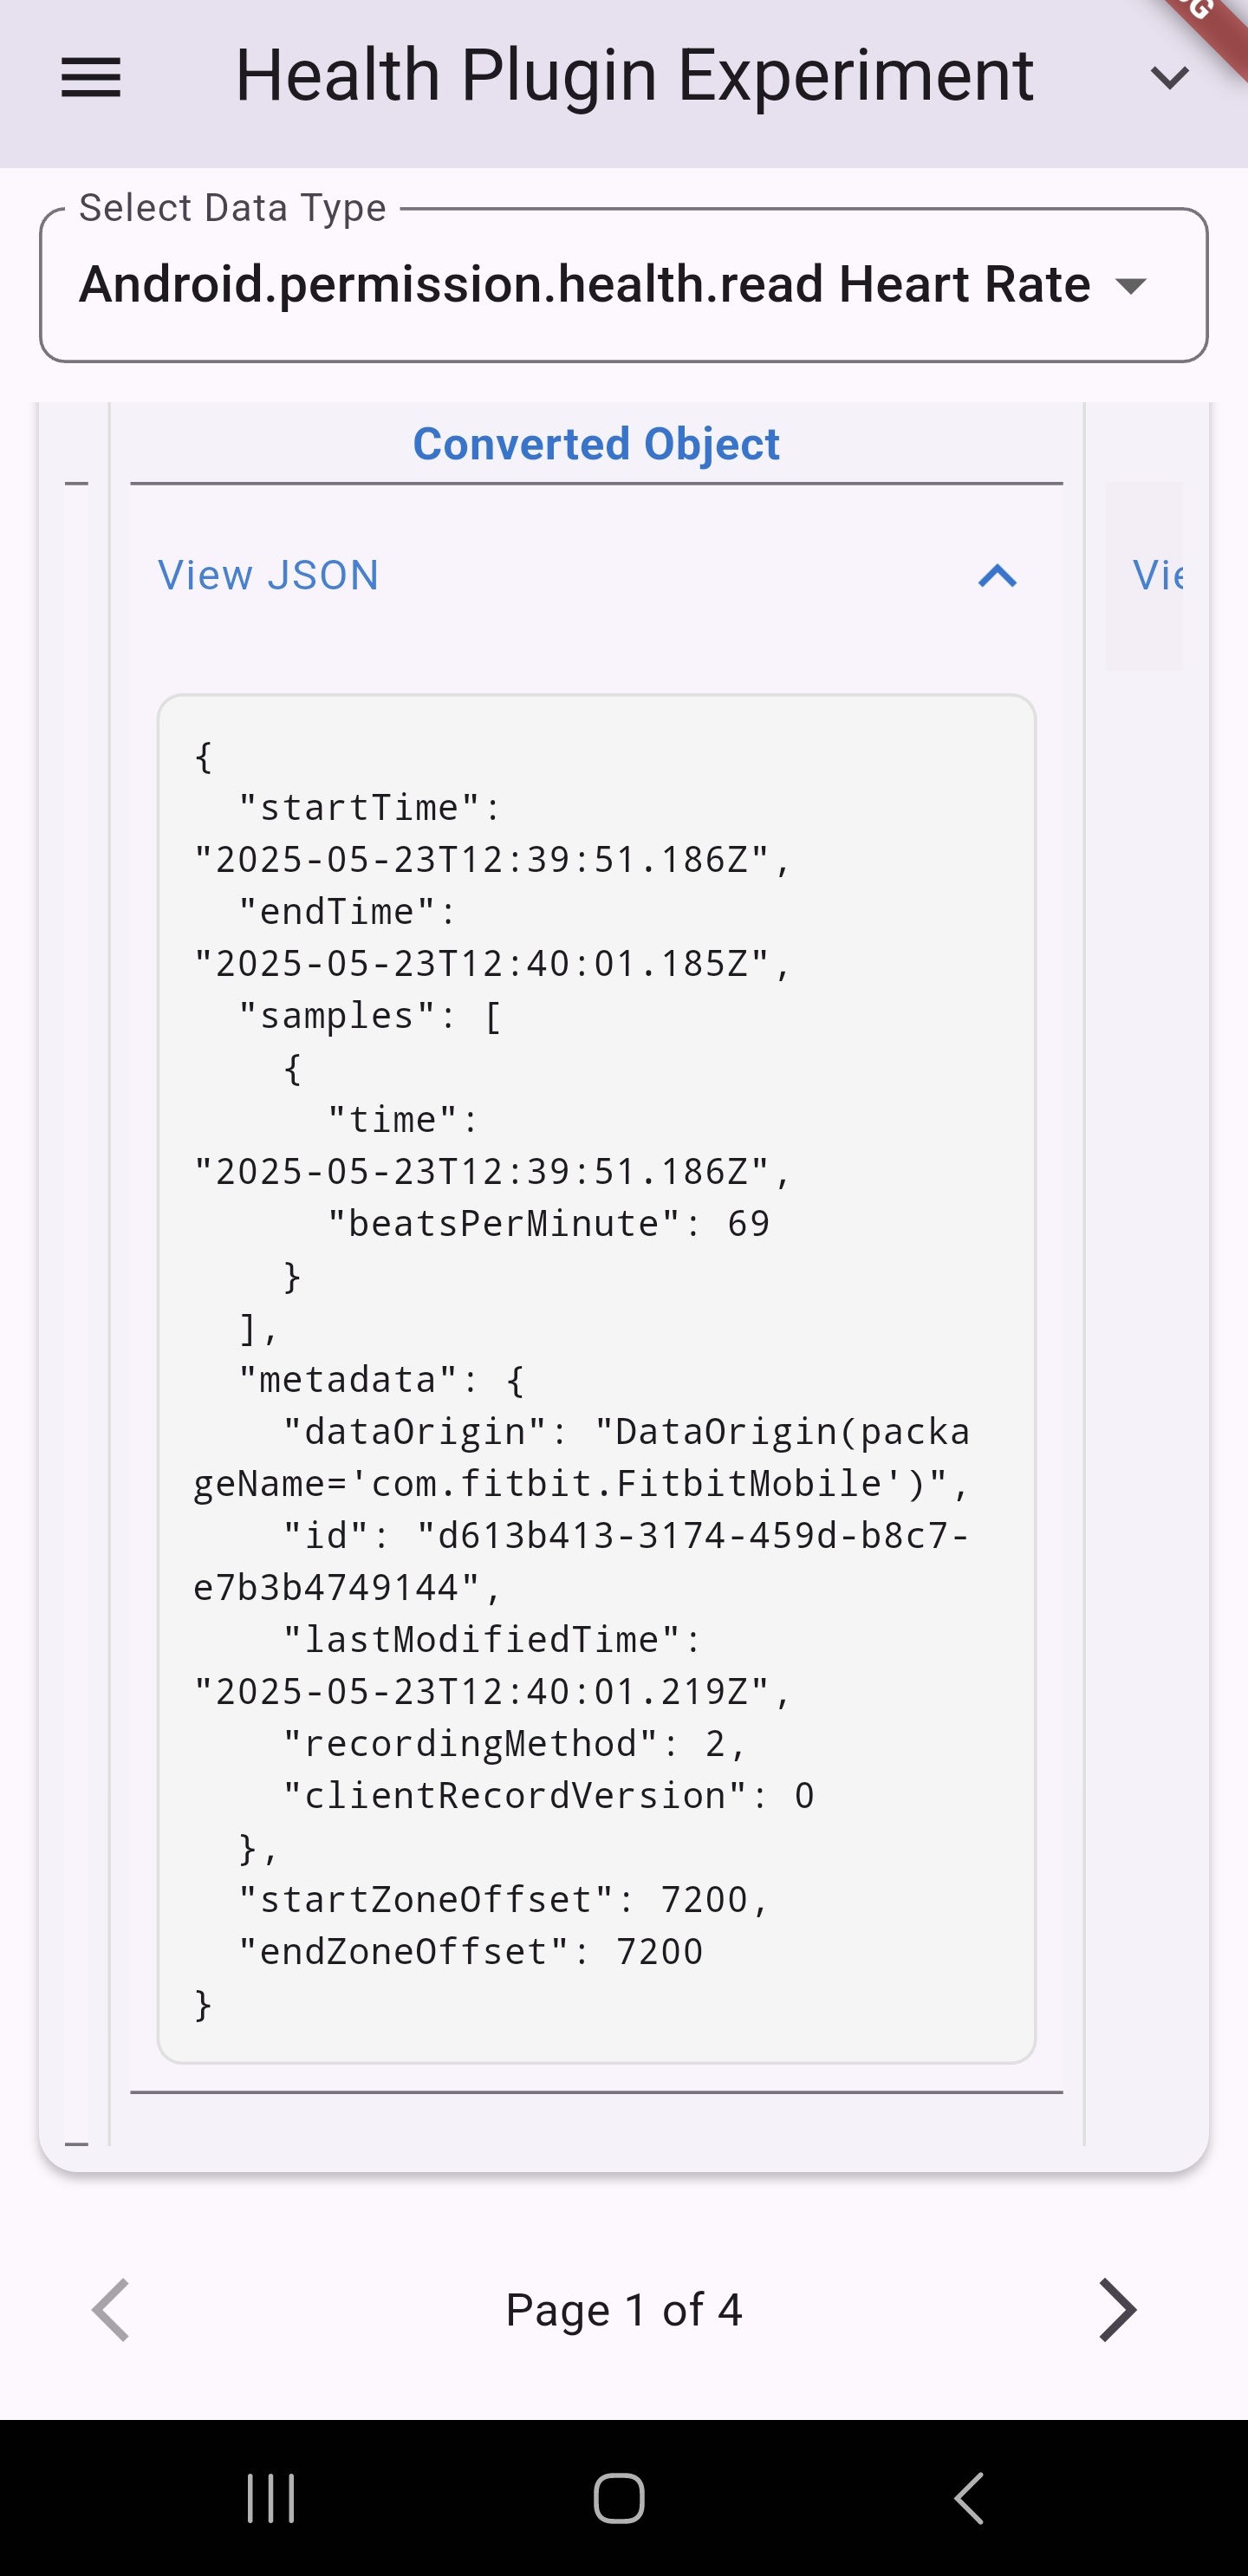 Health Plugin Experiment
Select Data Type
Android.permission.health.read Heart Rate
Converted Object
View JSON
{
  "startTime":
"2025-05-23T12:39:51.186Z",
  "endTime":
"2025-05-23T12:40:01.185Z",
  "samples": [
    {
      "time":
"2025-05-23T12:39:51.186Z",
      "beatsPerMinute": 69
    }
  ],
  "metadata": {
    "dataOrigin": "DataOrigin(packa
geName='com.fitbit.FitbitMobile')",
    "id": "d613b413-3174-459d-b8c7-
e7b3b4749144",
    "lastModifiedTime":
"2025-05-23T12:40:01.219Z",
    "recordingMethod": 2,
    "clientRecordVersion": 0
  },
  "startZoneOffset": 7200,
  "endZoneOffset": 7200
}
Page 1 of 4